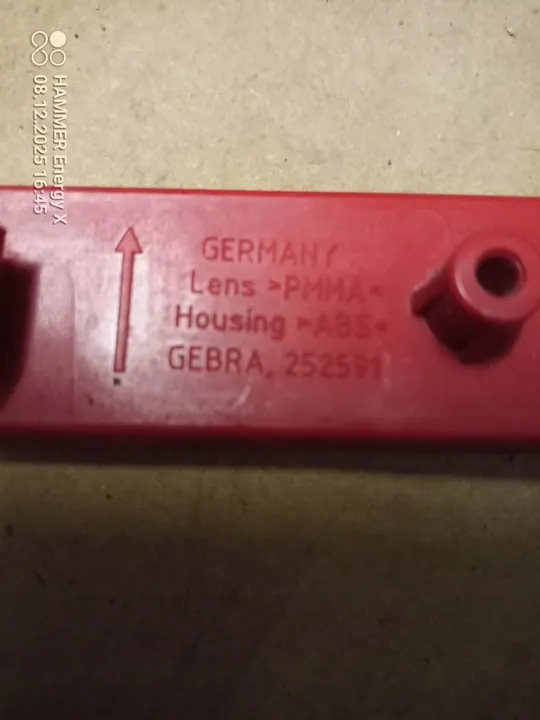 HAMMER Energy X
08.12.2025 16:45
GERMANY
Lens >PMMA<
Housing >ABS<
GEBRA, 252591